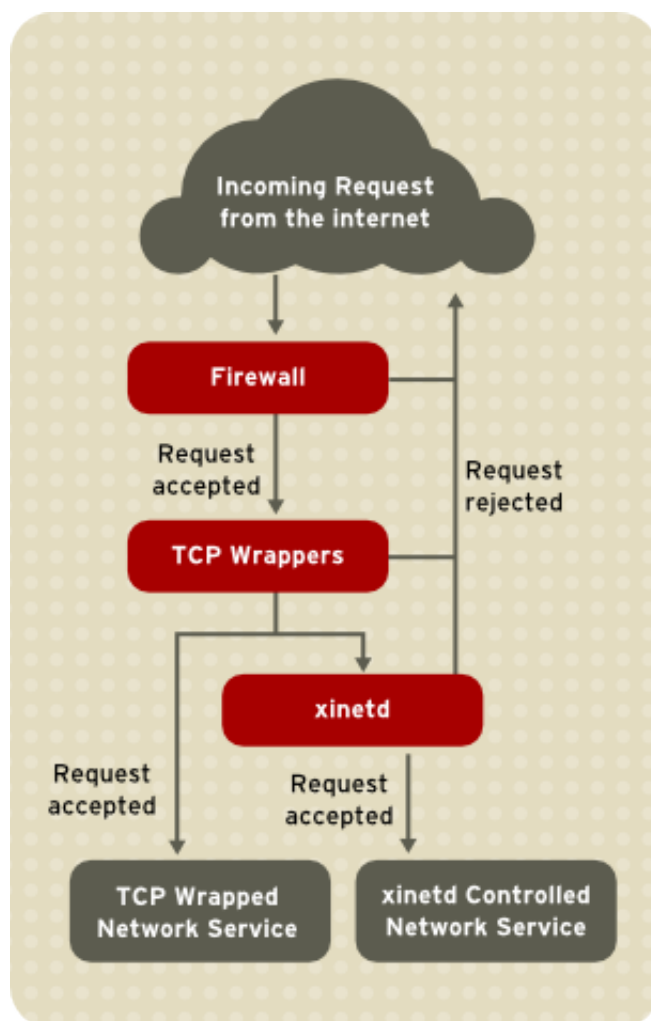 Incoming Request
from the internet
Firewall
Request
accepted
Request
rejected
TCP Wrappers
xinetd
Request
accepted
Request
accepted
TCP Wrapped
Network Service
xinetd Controlled
Network Service